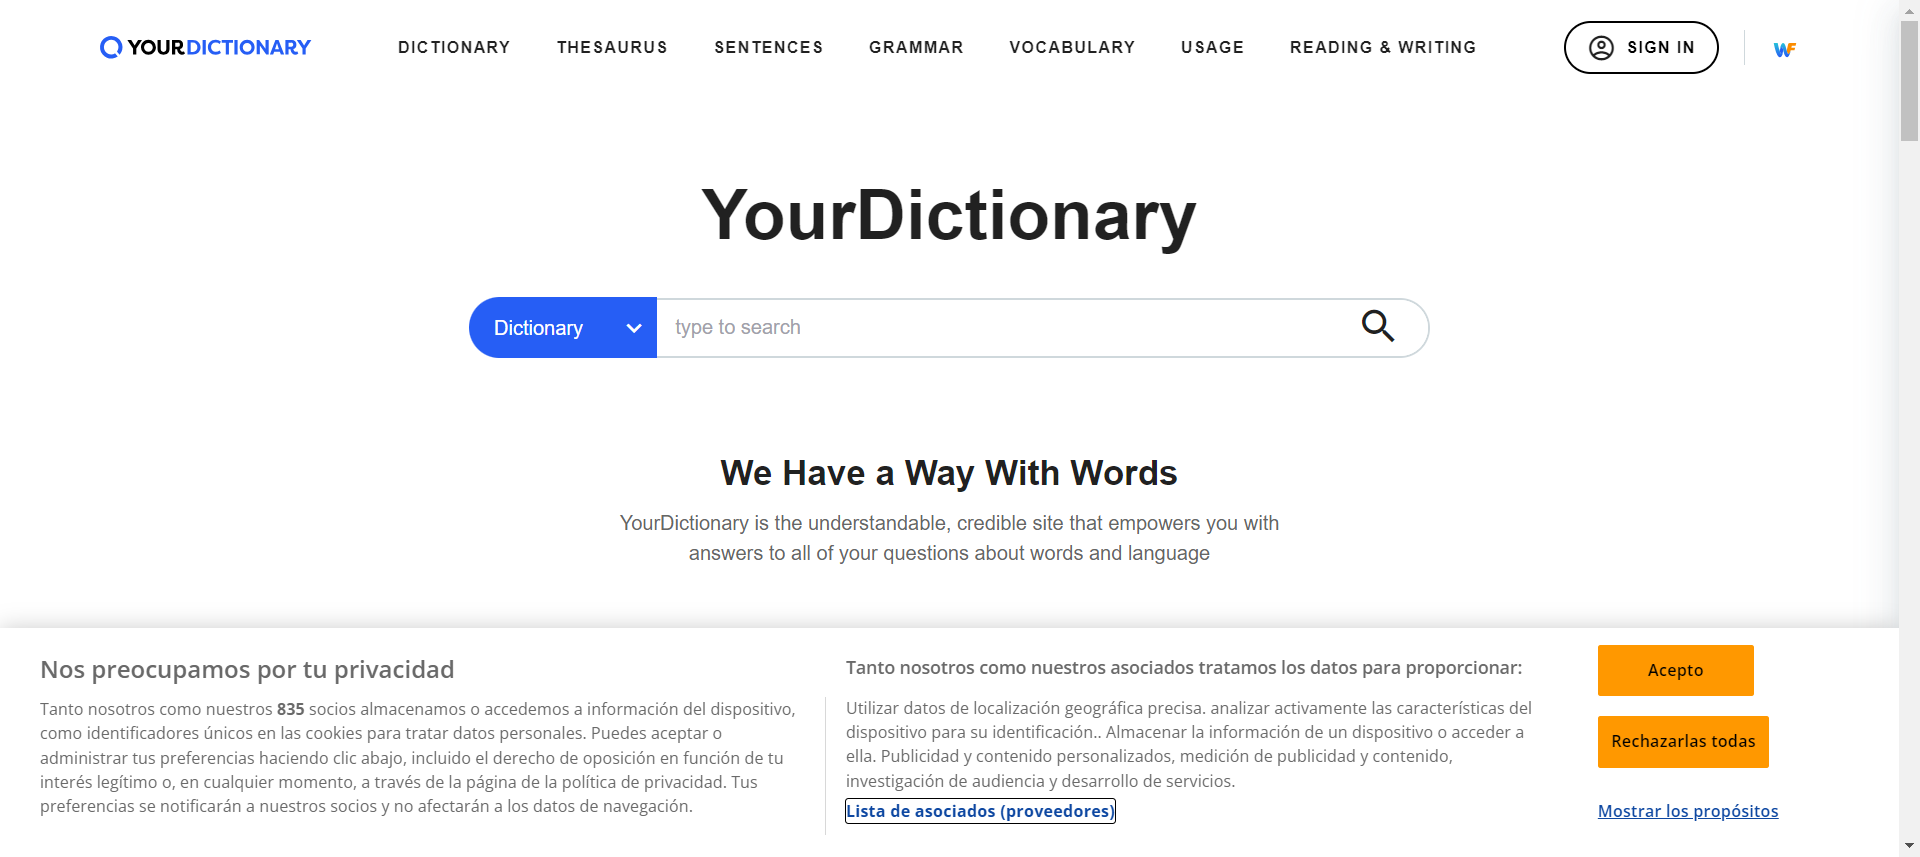 YOURDICTIONARY
DICTIONARY
THESAURUS
SENTENCES
GRAMMAR
VOCABULARY
USAGE
READING & WRITING
SIGN IN
WF
YourDictionary
Dictionary
type to search
We Have a Way With Words
YourDictionary is the understandable, credible site that empowers you with
answers to all of your questions about words and language
Nos preocupamos por tu privacidad
Tanto nosotros como nuestros 835 socios almacenamos o accedemos a información del dispositivo,
como identificadores únicos en las cookies para tratar datos personales. Puedes aceptar o
administrar tus preferencias haciendo clic abajo, incluido el derecho de oposición en función de tu
interés legítimo o, en cualquier momento, a través de la página de la política de privacidad. Tus
preferencias se notificarán a nuestros socios y no afectarán a los datos de navegación.
Tanto nosotros como nuestros asociados tratamos los datos para proporcionar:
Utilizar datos de localización geográfica precisa. analizar activamente las características del
dispositivo para su identificación.. Almacenar la información de un dispositivo o acceder a
ella. Publicidad y contenido personalizados, medición de publicidad y contenido,
investigación de audiencia y desarrollo de servicios.
Lista de asociados (proveedores)
Acepto
Rechazarlas todas
Mostrar los propósitos